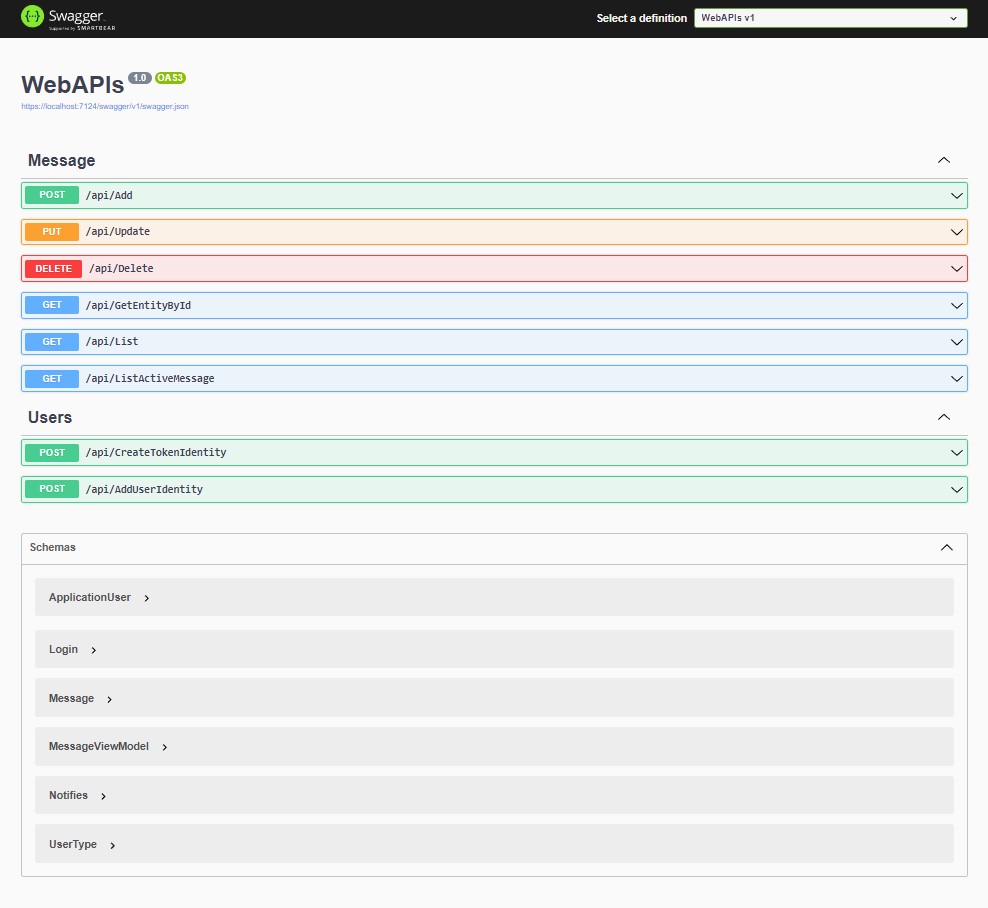 Swagger
Supported by SMARTBEAR
Select a definition
WebAPIs v1
WebAPIs 1.0 OAS3
https://localhost:7124/swagger/v1/swagger.json
Message
POST /api/Add
PUT /api/Update
DELETE /api/Delete
GET /api/GetEntityById
GET /api/List
GET /api/ListActiveMessage
Users
POST /api/CreateTokenIdentity
POST /api/AddUserIdentity
Schemas
ApplicationUser
Login
Message
MessageViewModel
Notifies
UserType